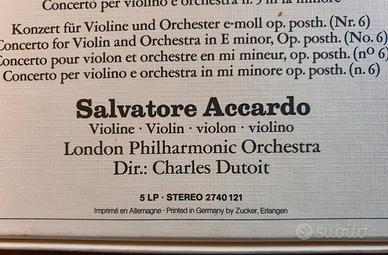 Concerto per violino e orchestra n. 5 in la minore
Konzert für Violine und Orchester e-moll op. posth. (Nr. 6)
Concerto for Violin and Orchestra in E minor, Op. posth. (No. 6)
Concerto pour violon et orchestre en mi mineur, op. posth. (nº 6)
Concerto per violino e orchestra in mi minore op. posth. (n. 6)
Salvatore Accardo
Violine · Violin · violon · violino
London Philharmonic Orchestra
Dir.: Charles Dutoit
5 LP · STEREO 2740 121
Imprimé en Allemagne · Printed in Germany by Zucker, Erlangen
subito